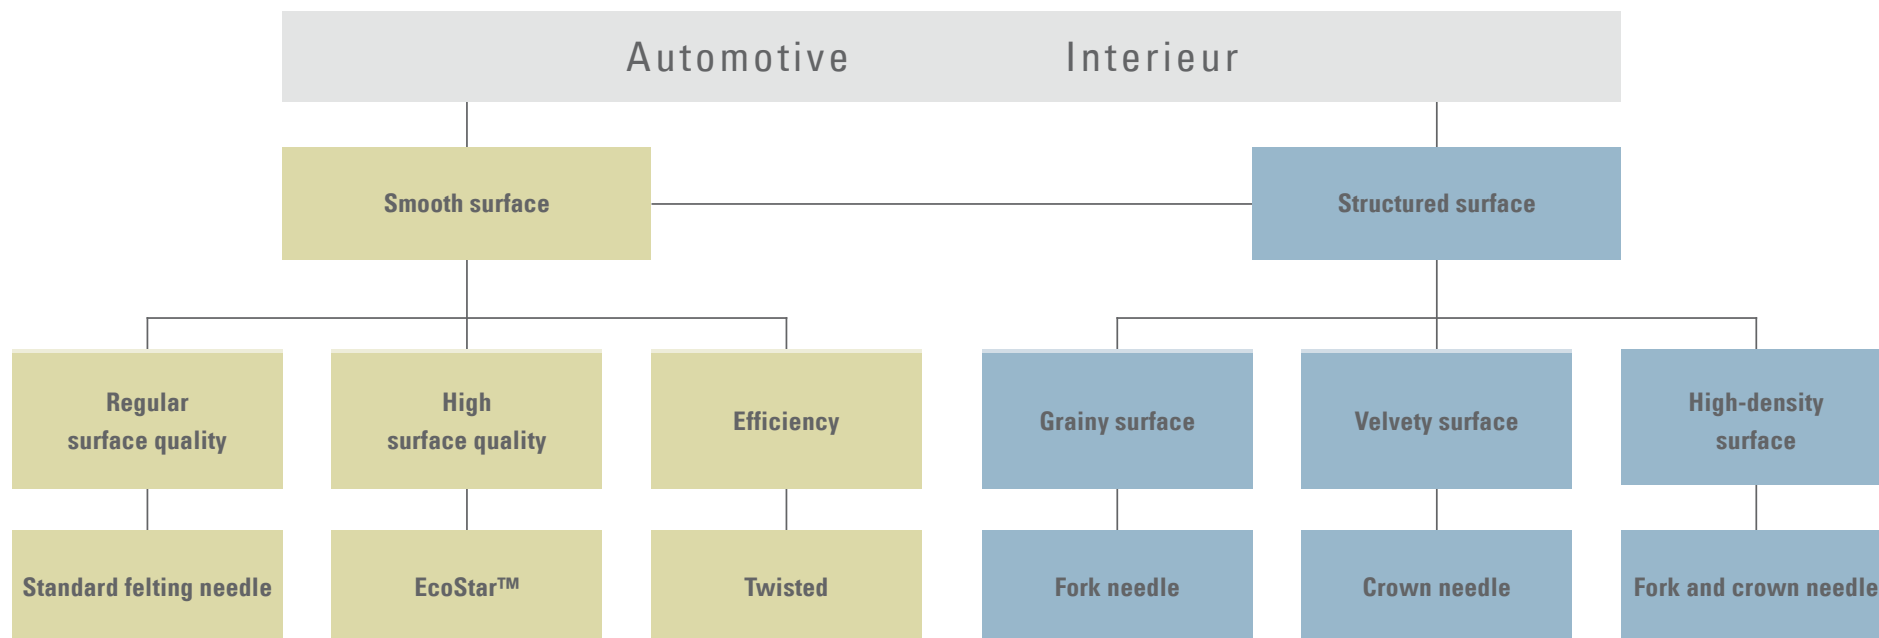 Automotive Interieur
Smooth surface
Structured surface
Regular
surface quality
High
surface quality
Efficiency
Grainy surface
Velvety surface
High-density
surface
Standard felting needle
EcoStar™
Twisted
Fork needle
Crown needle
Fork and crown needle